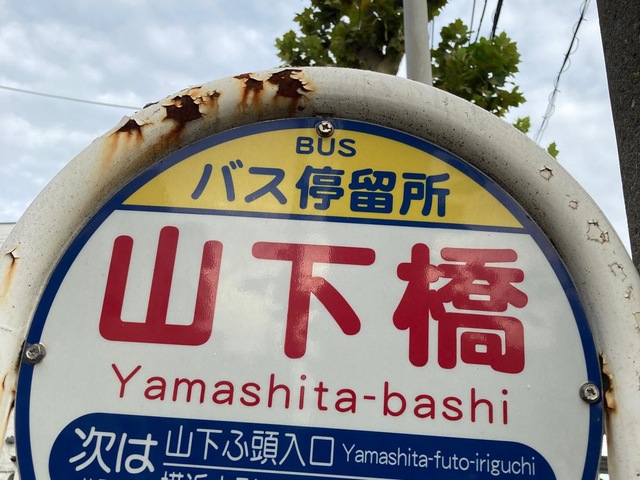 BUS
バス停留所
山下橋
Yamashita-bashi
次は 山下ふ頭入口 Yamashita-futo-iriguchi